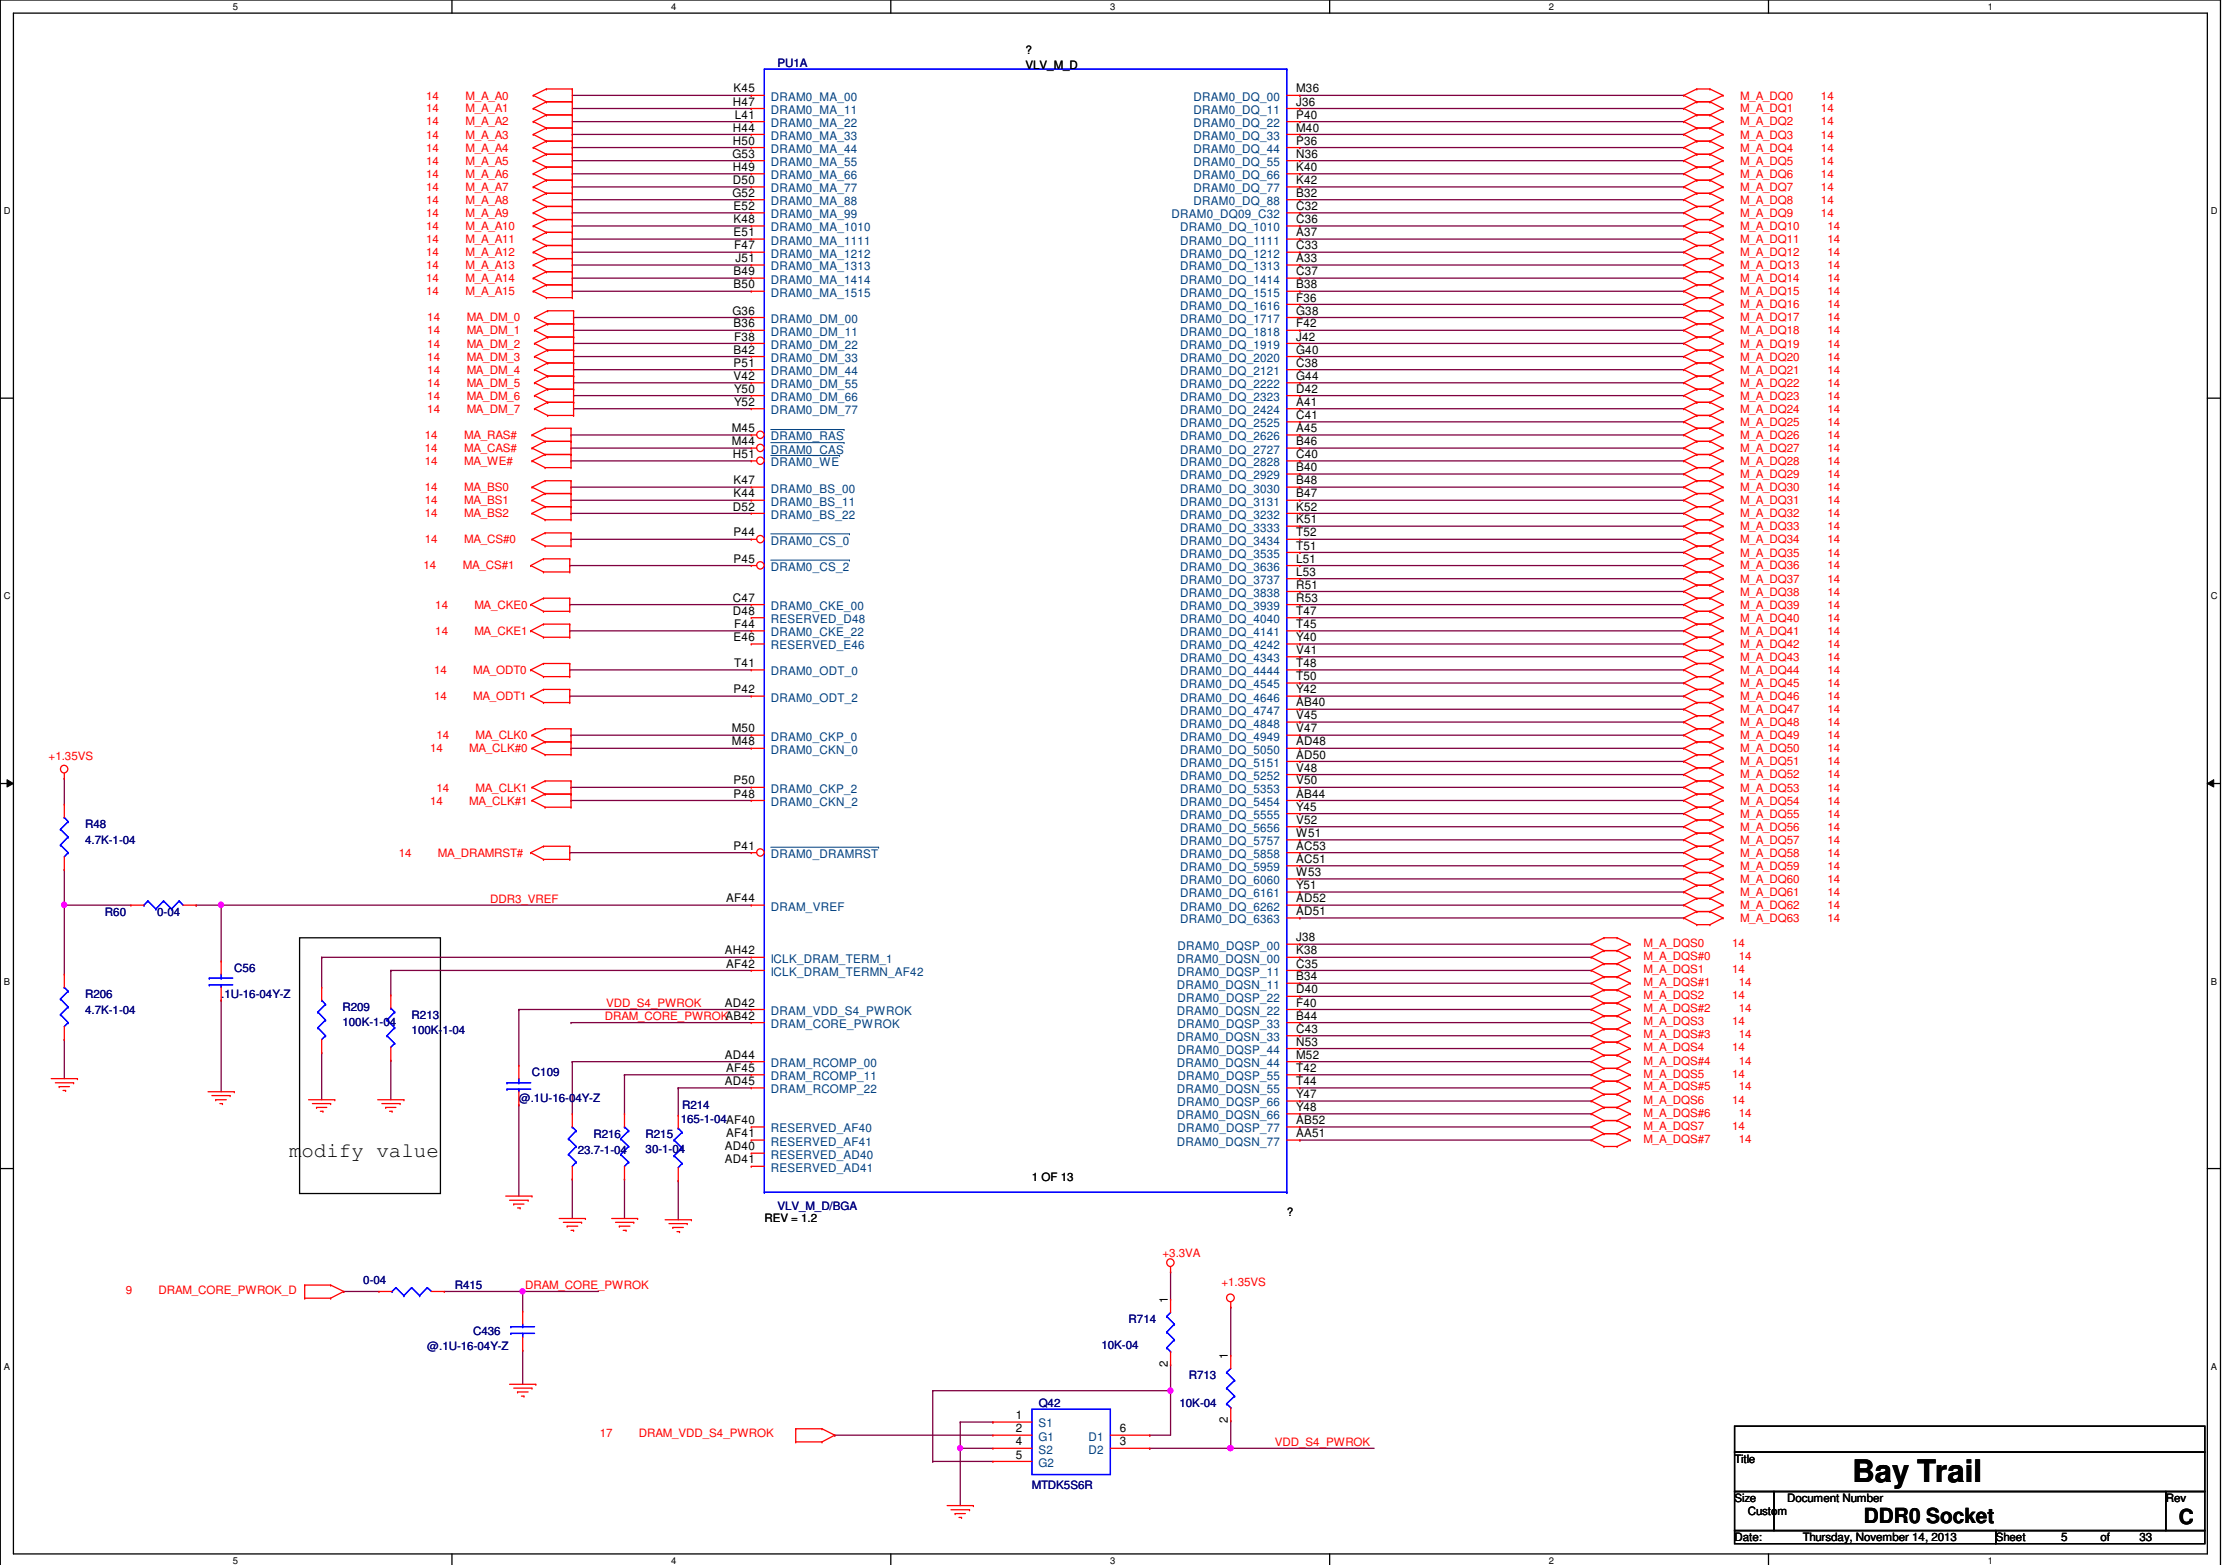 5 4 3 2 1
?
PU1A VLV_M_D
14 M_A_A0 K45 DRAM0_MA_00
14 M_A_A1 H47 DRAM0_MA_11
14 M_A_A2 L41 DRAM0_MA_22
14 M_A_A3 H44 DRAM0_MA_33
14 M_A_A4 H50 DRAM0_MA_44
14 M_A_A5 G53 DRAM0_MA_55
14 M_A_A6 H49 DRAM0_MA_66
14 M_A_A7 D50 DRAM0_MA_77
14 M_A_A8 G52 DRAM0_MA_88
14 M_A_A9 E52 DRAM0_MA_99
14 M_A_A10 K48 DRAM0_MA_1010
14 M_A_A11 E51 DRAM0_MA_1111
14 M_A_A12 F47 DRAM0_MA_1212
14 M_A_A13 J51 DRAM0_MA_1313
14 M_A_A14 B49 DRAM0_MA_1414
14 M_A_A15 B50 DRAM0_MA_1515
14 MA_DM_0 G36 DRAM0_DM_00
14 MA_DM_1 B36 DRAM0_DM_11
14 MA_DM_2 F38 DRAM0_DM_22
14 MA_DM_3 B42 DRAM0_DM_33
14 MA_DM_4 P51 DRAM0_DM_44
14 MA_DM_5 V42 DRAM0_DM_55
14 MA_DM_6 Y50 DRAM0_DM_66
14 MA_DM_7 Y52 DRAM0_DM_77
14 MA_RAS# M45 DRAM0_RAS
14 MA_CAS# M44 DRAM0_CAS
14 MA_WE# H51 DRAM0_WE
14 MA_BS0 K47 DRAM0_BS_00
14 MA_BS1 K44 DRAM0_BS_11
14 MA_BS2 D52 DRAM0_BS_22
14 MA_CS#0 P44 DRAM0_CS_0
14 MA_CS#1 P45 DRAM0_CS_2
14 MA_CKE0 C47 DRAM0_CKE_00
D48 RESERVED_D48
14 MA_CKE1 F44 DRAM0_CKE_22
E46 RESERVED_E46
14 MA_ODT0 T41 DRAM0_ODT_0
14 MA_ODT1 P42 DRAM0_ODT_2
14 MA_CLK0 M50 DRAM0_CKP_0
14 MA_CLK#0 M48 DRAM0_CKN_0
14 MA_CLK1 P50 DRAM0_CKP_2
14 MA_CLK#1 P48 DRAM0_CKN_2
14 MA_DRAMRST# P41 DRAM0_DRAMRST
DDR3_VREF AF44 DRAM_VREF
AH42 ICLK_DRAM_TERM_1
AF42 ICLK_DRAM_TERMN_AF42
VDD_S4_PWROK AD42 DRAM_VDD_S4_PWROK
DRAM_CORE_PWROK AB42 DRAM_CORE_PWROK
AD44 DRAM_RCOMP_00
AF45 DRAM_RCOMP_11
AD45 DRAM_RCOMP_22
AF40 RESERVED_AF40
AF41 RESERVED_AF41
AD40 RESERVED_AD40
AD41 RESERVED_AD41
DRAM0_DQ_00 M36 M_A_DQ0 14
DRAM0_DQ_11 J36 M_A_DQ1 14
DRAM0_DQ_22 P40 M_A_DQ2 14
DRAM0_DQ_33 M40 M_A_DQ3 14
DRAM0_DQ_44 P36 M_A_DQ4 14
DRAM0_DQ_55 N36 M_A_DQ5 14
DRAM0_DQ_66 K40 M_A_DQ6 14
DRAM0_DQ_77 K42 M_A_DQ7 14
DRAM0_DQ_88 B32 M_A_DQ8 14
DRAM0_DQ09_C32 C32 M_A_DQ9 14
DRAM0_DQ_1010 C36 M_A_DQ10 14
DRAM0_DQ_1111 A37 M_A_DQ11 14
DRAM0_DQ_1212 C33 M_A_DQ12 14
DRAM0_DQ_1313 A33 M_A_DQ13 14
DRAM0_DQ_1414 C37 M_A_DQ14 14
DRAM0_DQ_1515 B38 M_A_DQ15 14
DRAM0_DQ_1616 F36 M_A_DQ16 14
DRAM0_DQ_1717 G38 M_A_DQ17 14
DRAM0_DQ_1818 F42 M_A_DQ18 14
DRAM0_DQ_1919 J42 M_A_DQ19 14
DRAM0_DQ_2020 G40 M_A_DQ20 14
DRAM0_DQ_2121 C38 M_A_DQ21 14
DRAM0_DQ_2222 G44 M_A_DQ22 14
DRAM0_DQ_2323 D42 M_A_DQ23 14
DRAM0_DQ_2424 A41 M_A_DQ24 14
DRAM0_DQ_2525 C41 M_A_DQ25 14
DRAM0_DQ_2626 A45 M_A_DQ26 14
DRAM0_DQ_2727 B46 M_A_DQ27 14
DRAM0_DQ_2828 C40 M_A_DQ28 14
DRAM0_DQ_2929 B40 M_A_DQ29 14
DRAM0_DQ_3030 B48 M_A_DQ30 14
DRAM0_DQ_3131 B47 M_A_DQ31 14
DRAM0_DQ_3232 K52 M_A_DQ32 14
DRAM0_DQ_3333 K51 M_A_DQ33 14
DRAM0_DQ_3434 T52 M_A_DQ34 14
DRAM0_DQ_3535 T51 M_A_DQ35 14
DRAM0_DQ_3636 L51 M_A_DQ36 14
DRAM0_DQ_3737 L53 M_A_DQ37 14
DRAM0_DQ_3838 R51 M_A_DQ38 14
DRAM0_DQ_3939 R53 M_A_DQ39 14
DRAM0_DQ_4040 T47 M_A_DQ40 14
DRAM0_DQ_4141 T45 M_A_DQ41 14
DRAM0_DQ_4242 Y40 M_A_DQ42 14
DRAM0_DQ_4343 V41 M_A_DQ43 14
DRAM0_DQ_4444 T48 M_A_DQ44 14
DRAM0_DQ_4545 T50 M_A_DQ45 14
DRAM0_DQ_4646 Y42 M_A_DQ46 14
DRAM0_DQ_4747 AB40 M_A_DQ47 14
DRAM0_DQ_4848 V45 M_A_DQ48 14
DRAM0_DQ_4949 V47 M_A_DQ49 14
DRAM0_DQ_5050 AD48 M_A_DQ50 14
DRAM0_DQ_5151 AD50 M_A_DQ51 14
DRAM0_DQ_5252 V48 M_A_DQ52 14
DRAM0_DQ_5353 V50 M_A_DQ53 14
DRAM0_DQ_5454 AB44 M_A_DQ54 14
DRAM0_DQ_5555 Y45 M_A_DQ55 14
DRAM0_DQ_5656 V52 M_A_DQ56 14
DRAM0_DQ_5757 W51 M_A_DQ57 14
DRAM0_DQ_5858 AC53 M_A_DQ58 14
DRAM0_DQ_5959 AC51 M_A_DQ59 14
DRAM0_DQ_6060 W53 M_A_DQ60 14
DRAM0_DQ_6161 Y51 M_A_DQ61 14
DRAM0_DQ_6262 AD52 M_A_DQ62 14
DRAM0_DQ_6363 AD51 M_A_DQ63 14
DRAM0_DQSP_00 J38 M_A_DQS0 14
DRAM0_DQSN_00 K38 M_A_DQS#0 14
DRAM0_DQSP_11 C35 M_A_DQS1 14
DRAM0_DQSN_11 B34 M_A_DQS#1 14
DRAM0_DQSP_22 D40 M_A_DQS2 14
DRAM0_DQSN_22 F40 M_A_DQS#2 14
DRAM0_DQSP_33 B44 M_A_DQS3 14
DRAM0_DQSN_33 C43 M_A_DQS#3 14
DRAM0_DQSP_44 N53 M_A_DQS4 14
DRAM0_DQSN_44 M52 M_A_DQS#4 14
DRAM0_DQSP_55 T42 M_A_DQS5 14
DRAM0_DQSN_55 T44 M_A_DQS#5 14
DRAM0_DQSP_66 Y47 M_A_DQS6 14
DRAM0_DQSN_66 Y48 M_A_DQS#6 14
DRAM0_DQSP_77 AB52 M_A_DQS7 14
DRAM0_DQSN_77 AA51 M_A_DQS#7 14
1 OF 13
VLV_M_D/BGA
REV = 1.2
?
D D
C C
B B
A A
+1.35VS
R48
4.7K-1-04
R60 0-04
R206
4.7K-1-04
C56
.1U-16-04Y-Z
R209
100K-1-04
R213
100K-1-04
modify value
C109
@.1U-16-04Y-Z
R216
23.7-1-04
R215
30-1-04
R214
165-1-04
9 DRAM_CORE_PWROK_D 0-04 R415 DRAM_CORE_PWROK
C436
@.1U-16-04Y-Z
+3.3VA
1
R714
10K-04
2
+1.35VS
1
R713
10K-04
2
17 DRAM_VDD_S4_PWROK
Q42
1 S1
2 G1 D1 6
4 S2 D2 3
5 G2
MTDK5S6R
VDD_S4_PWROK
Title
Bay Trail
Size Document Number Rev
Custom DDR0 Socket C
Date: Thursday, November 14, 2013 Sheet 5 of 33
5 4 3 2 1